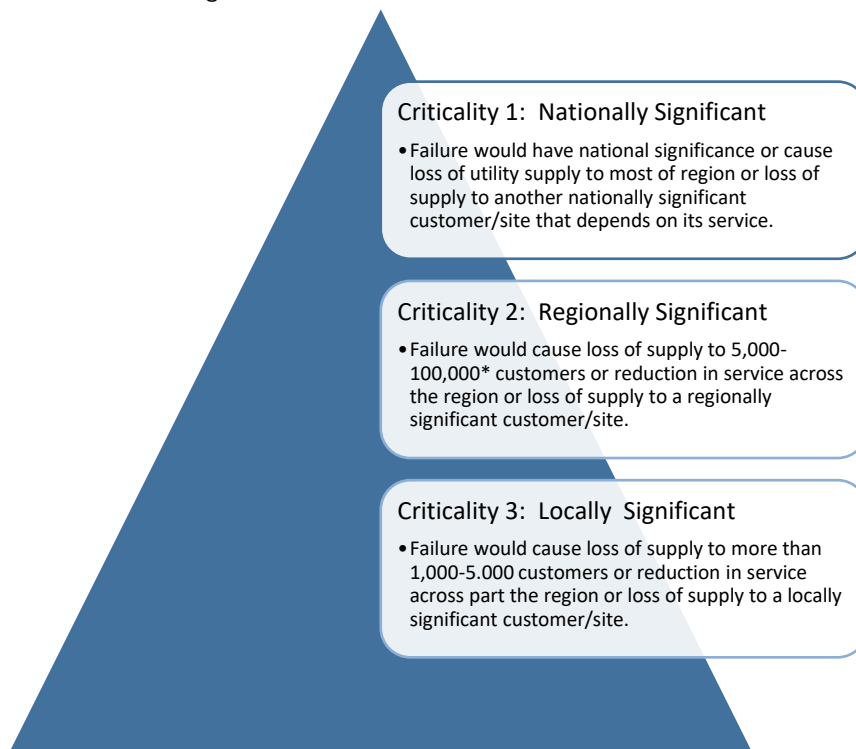 Criticality 1:  Nationally Significant
•Failure would have national significance or cause
loss of utility supply to most of region or loss of
supply to another nationally significant
customer/site that depends on its service.
Criticality 2:  Regionally Significant
•Failure would cause loss of supply to 5,000-
100,000* customers or reduction in service across
the region or loss of supply to a regionally
significant customer/site.
Criticality 3:  Locally  Significant
•Failure would cause loss of supply to more than
1,000-5.000 customers or reduction in service
across part the region or loss of supply to a locally
significant customer/site.